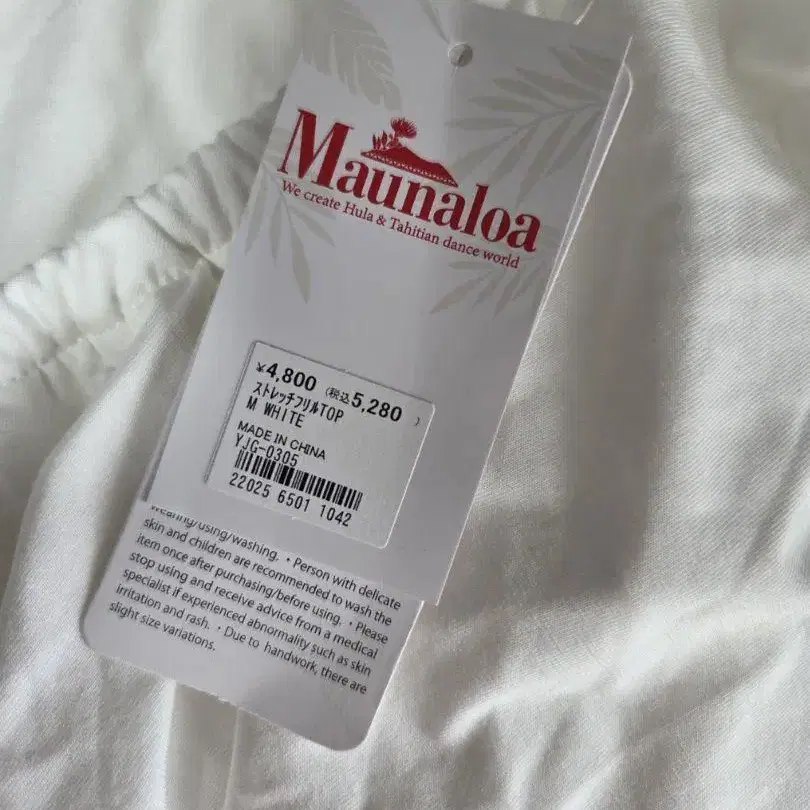 Maunaloa
We create Hula & Tahitian dance world
¥4,800 (税込5,280)
ストレッチフリルTOP
M WHITE
MADE IN CHINA
YJG-0305
22025 6501 1042
wearing/using/washing. ・Person with delicate
skin and children are recommended to wash the
item once after purchasing/before using. ・Please
stop using and receive advice from a medical
specialist if experienced abnormality such as skin
irritation and rash. ・Due to handwork, there are
slight size variations.